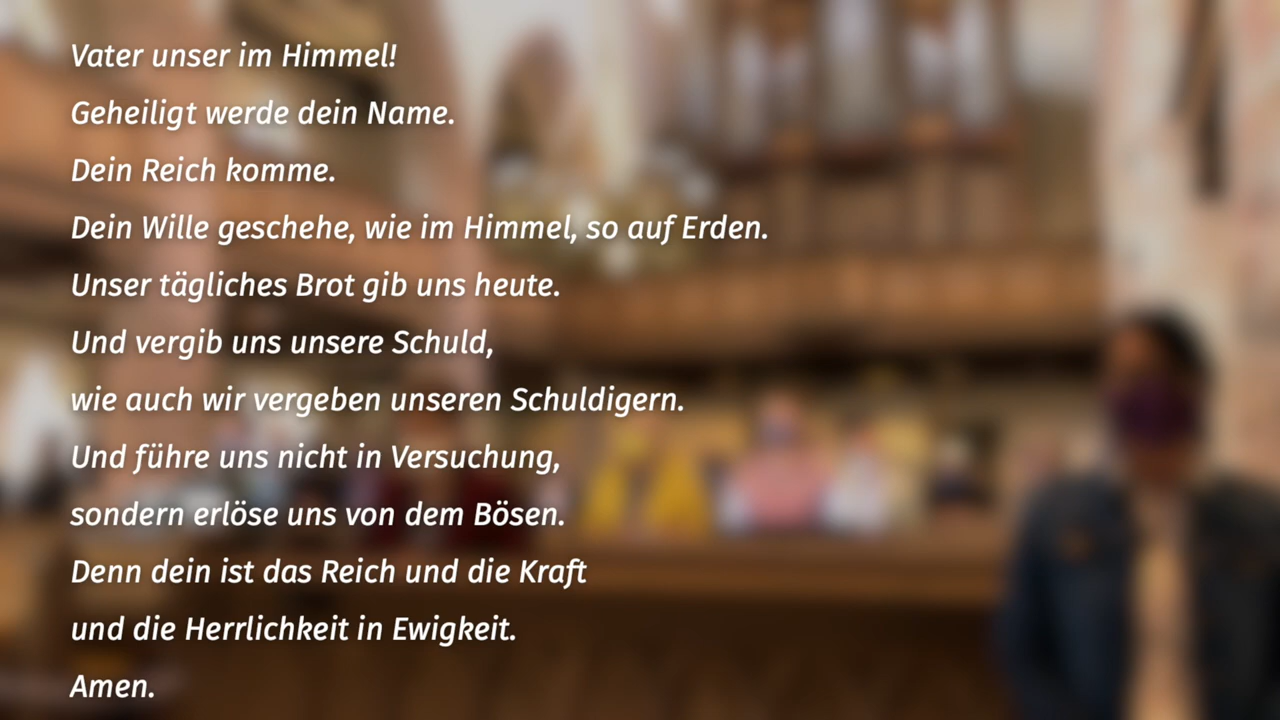 Vater unser im Himmel!
Geheiligt werde dein Name.
Dein Reich komme.
Dein Wille geschehe, wie im Himmel, so auf Erden.
Unser tägliches Brot gib uns heute.
Und vergib uns unsere Schuld,
wie auch wir vergeben unseren Schuldigern.
Und führe uns nicht in Versuchung,
sondern erlöse uns von dem Bösen.
Denn dein ist das Reich und die Kraft
und die Herrlichkeit in Ewigkeit.
Amen.